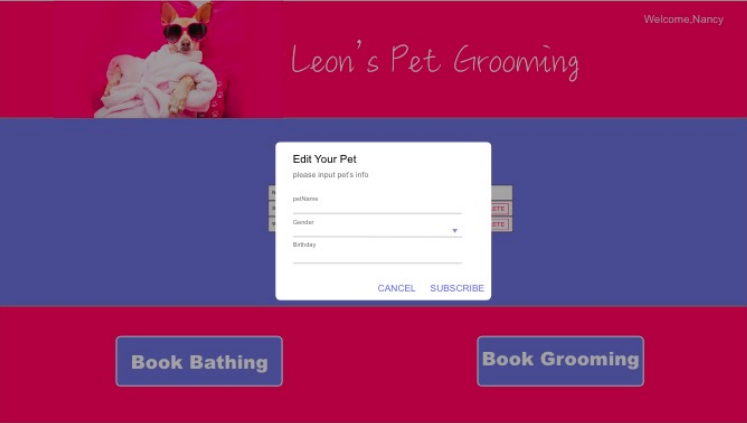 Welcome,Nancy
Leon's Pet Grooming
Edit Your Pet
please input pet's info
petName
Gender
Birthday
CANCEL SUBSCRIBE
Book Bathing
Book Grooming